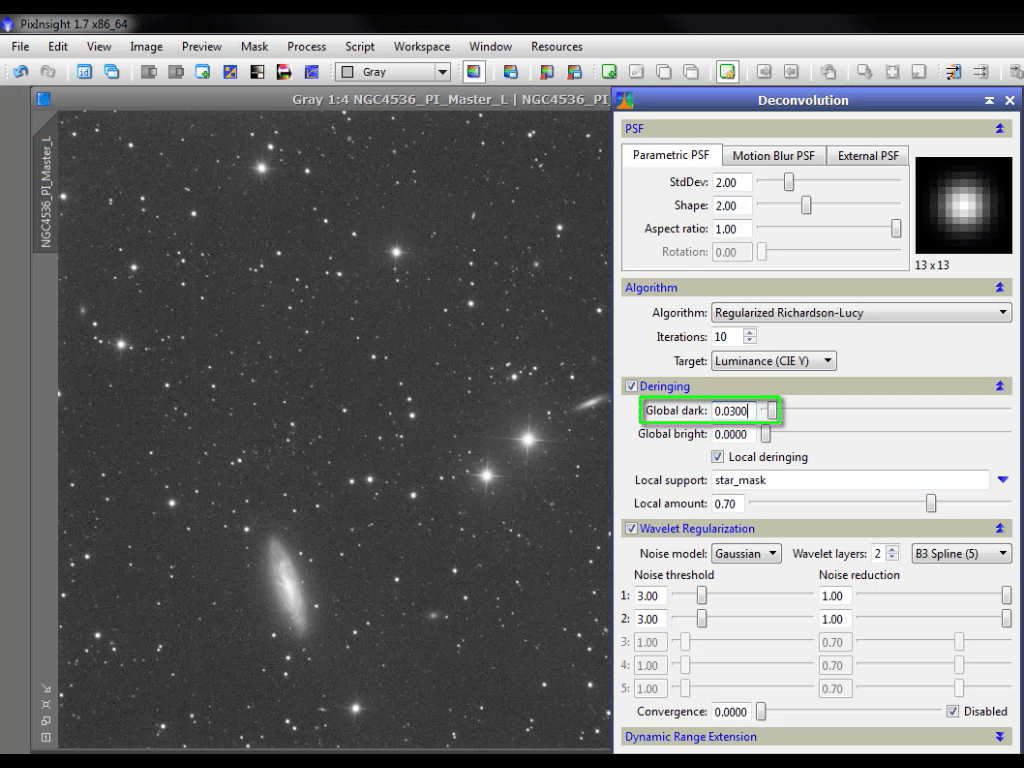 PixInsight 1.7 x86_64
File Edit View Image Preview Mask Process Script Workspace Window Resources
id Gray
Gray 1:4 NGC4536_PI_Master_L | NGC4536_PI
NGC4536_PI_Master_L
Deconvolution
PSF
Parametric PSF Motion Blur PSF External PSF
StdDev: 2.00
Shape: 2.00
Aspect ratio: 1.00
Rotation: 0.00
13 x 13
Algorithm
Algorithm: Regularized Richardson-Lucy
Iterations: 10
Target: Luminance (CIE Y)
Deringing
Global dark: 0.0300
Global bright: 0.0000
Local deringing
Local support: star_mask
Local amount: 0.70
Wavelet Regularization
Noise model: Gaussian Wavelet layers: 2 B3 Spline (5)
Noise threshold Noise reduction
1: 3.00 1.00
2: 3.00 1.00
3: 1.00 0.70
4: 1.00 0.70
5: 1.00 0.70
Convergence: 0.0000 Disabled
Dynamic Range Extension